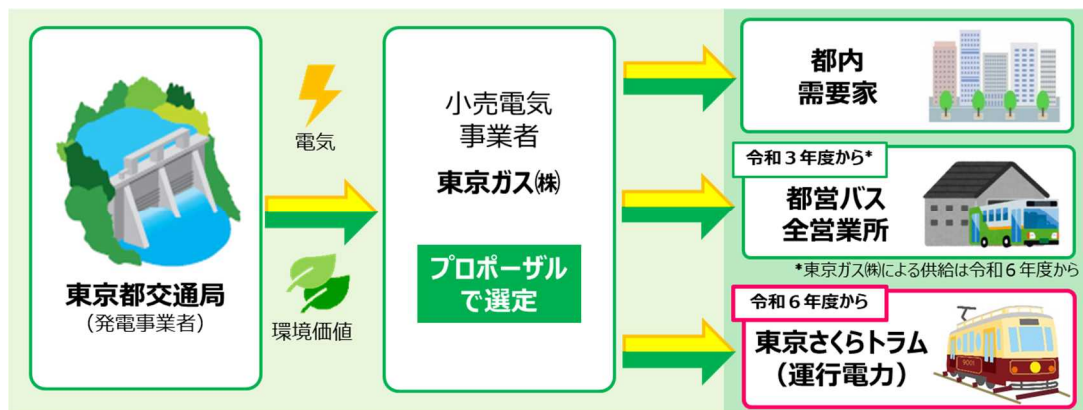 東京都交通局
（発電事業者）
電気
環境価値
小売電気
事業者
東京ガス㈱
プロポーザル
で選定
都内
需要家
令和３年度から*
都営バス
全営業所
*東京ガス㈱による供給は令和６年度から
令和６年度から
東京さくらトラム
（運行電力）